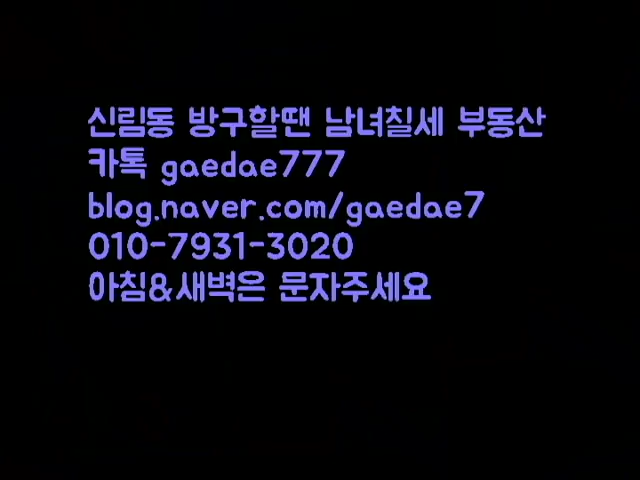 신림동 방구할땐 남녀칠세 부동산
카톡 gaedae777
blog.naver.com/gaedae7
010-7931-3020
아침&새벽은 문자주세요